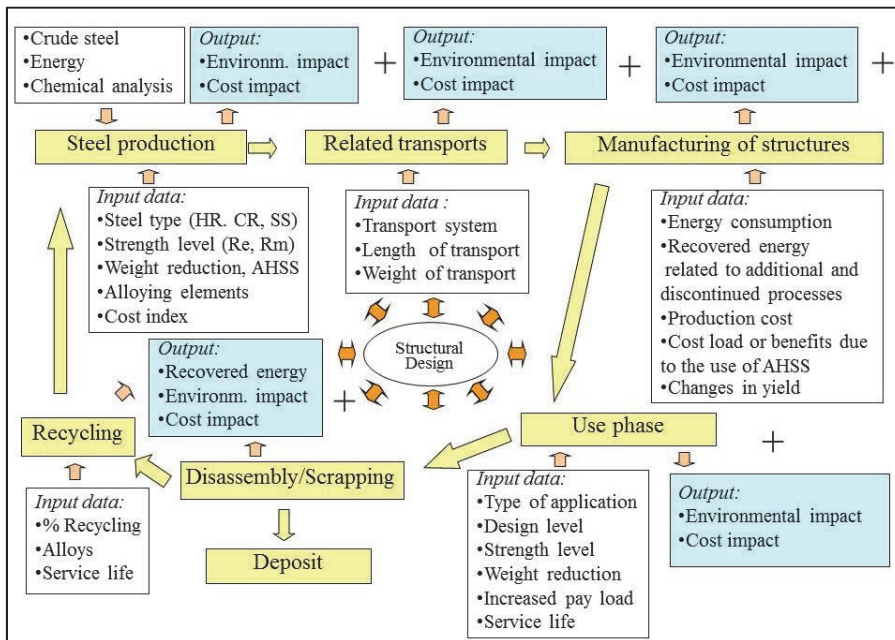 •Crude steel
•Energy
•Chemical analysis
Output:
•Environm. impact
•Cost impact
+
Output:
•Environmental impact
•Cost impact
+
Output:
•Environmental impact
•Cost impact
+
Steel production
Related transports
Manufacturing of structures
Input data:
•Steel type (HR. CR, SS)
•Strength level (Re, Rm)
•Weight reduction, AHSS
•Alloying elements
•Cost index
Input data :
•Transport system
•Length of transport
•Weight of transport
Input data:
•Energy consumption
•Recovered energy
related to additional and
discontinued processes
•Production cost
•Cost load or benefits due
to the use of AHSS
•Changes in yield
Structural
Design
Output:
•Recovered energy
•Environm. impact
•Cost impact
+
Recycling
Use phase
+
Disassembly/Scrapping
Input data:
•% Recycling
•Alloys
•Service life
Deposit
Input data:
•Type of application
•Design level
•Strength level
•Weight reduction
•Increased pay load
•Service life
Output:
•Environmental impact
•Cost impact